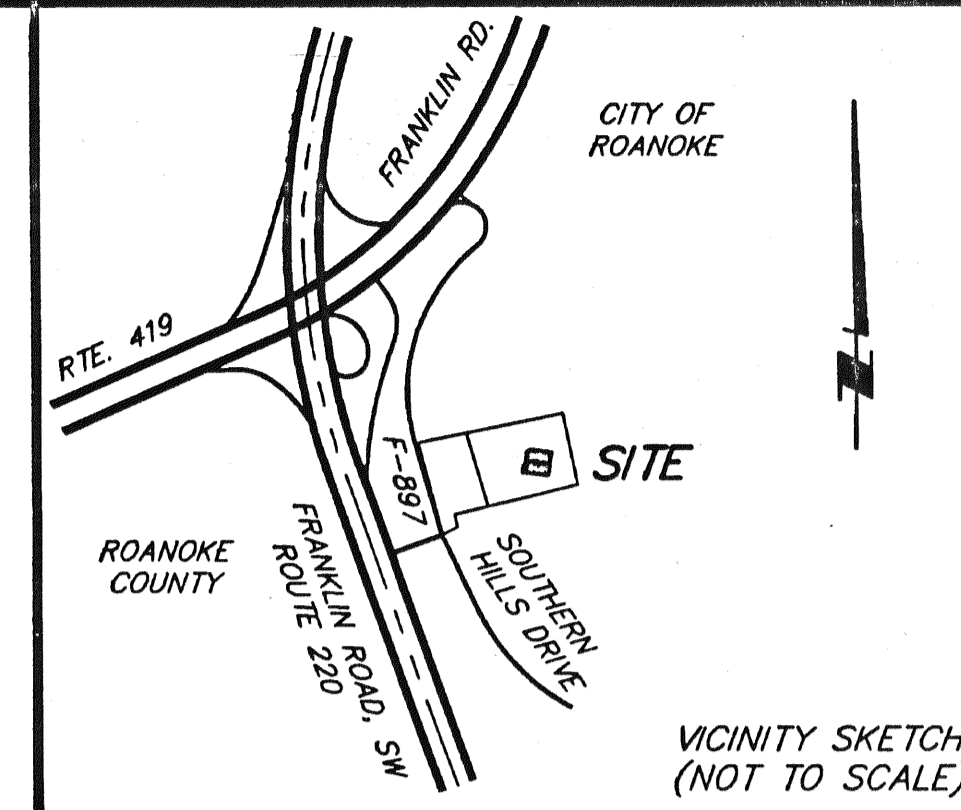 FRANKLIN RD.
CITY OF
ROANOKE
RTE. 419
N
F-897
SITE
ROANOKE
COUNTY
FRANKLIN ROAD, SW
ROUTE 220
SOUTHERN
HILLS DRIVE
VICINITY SKETCH
(NOT TO SCALE)